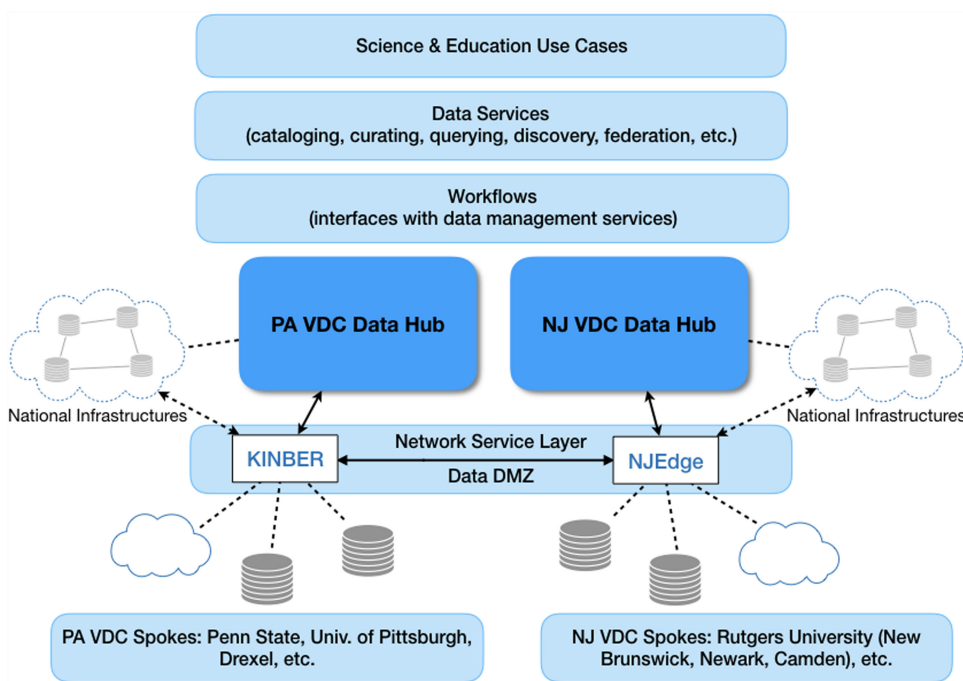 Science & Education Use Cases
Data Services
(cataloging, curating, querying, discovery, federation, etc.)
Workflows
(interfaces with data management services)
PA VDC Data Hub
NJ VDC Data Hub
National Infrastructures
National Infrastructures
Network Service Layer
KINBER
NJEdge
Data DMZ
PA VDC Spokes: Penn State, Univ. of Pittsburgh,
Drexel, etc.
NJ VDC Spokes: Rutgers University (New
Brunswick, Newark, Camden), etc.